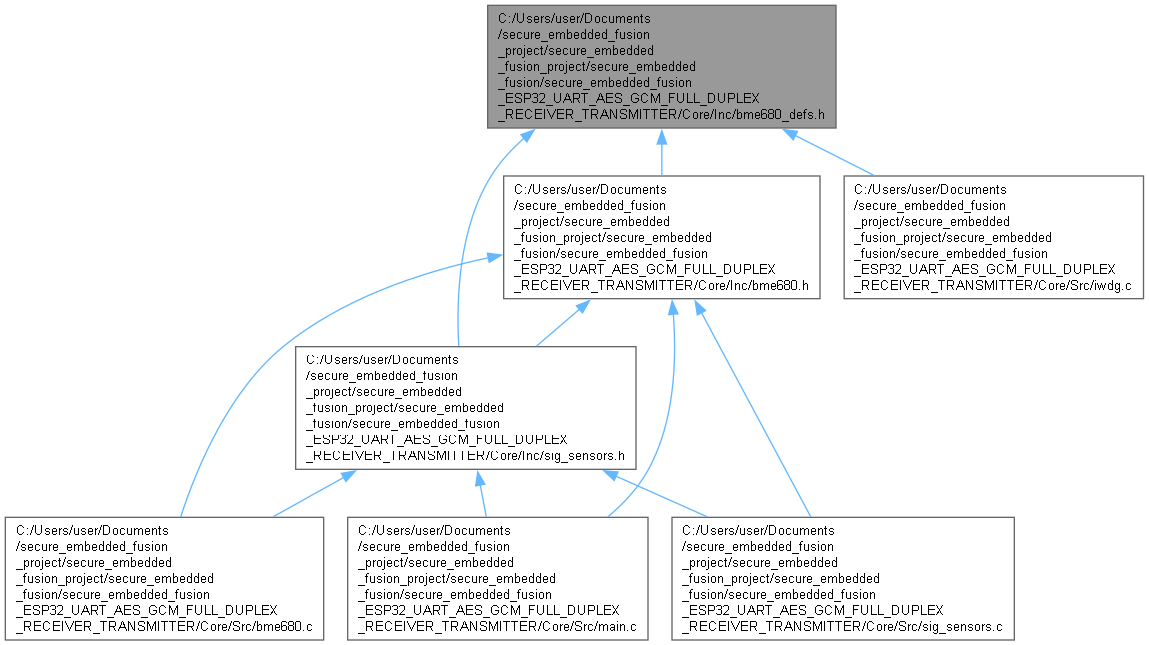 C:/Users/user/Documents
/secure_embedded_fusion
_project/secure_embedded
_fusion_project/secure_embedded
_fusion/secure_embedded_fusion
_ESP32_UART_AES_GCM_FULL_DUPLEX
_RECEIVER_TRANSMITTER/Core/Inc/bme680_defs.h
C:/Users/user/Documents
/secure_embedded_fusion
_project/secure_embedded
_fusion_project/secure_embedded
_fusion/secure_embedded_fusion
_ESP32_UART_AES_GCM_FULL_DUPLEX
_RECEIVER_TRANSMITTER/Core/Inc/bme680.h
C:/Users/user/Documents
/secure_embedded_fusion
_project/secure_embedded
_fusion_project/secure_embedded
_fusion/secure_embedded_fusion
_ESP32_UART_AES_GCM_FULL_DUPLEX
_RECEIVER_TRANSMITTER/Core/Src/iwdg.c
C:/Users/user/Documents
/secure_embedded_fusion
_project/secure_embedded
_fusion_project/secure_embedded
_fusion/secure_embedded_fusion
_ESP32_UART_AES_GCM_FULL_DUPLEX
_RECEIVER_TRANSMITTER/Core/Inc/sig_sensors.h
C:/Users/user/Documents
/secure_embedded_fusion
_project/secure_embedded
_fusion_project/secure_embedded
_fusion/secure_embedded_fusion
_ESP32_UART_AES_GCM_FULL_DUPLEX
_RECEIVER_TRANSMITTER/Core/Src/bme680.c
C:/Users/user/Documents
/secure_embedded_fusion
_project/secure_embedded
_fusion_project/secure_embedded
_fusion/secure_embedded_fusion
_ESP32_UART_AES_GCM_FULL_DUPLEX
_RECEIVER_TRANSMITTER/Core/Src/main.c
C:/Users/user/Documents
/secure_embedded_fusion
_project/secure_embedded
_fusion_project/secure_embedded
_fusion/secure_embedded_fusion
_ESP32_UART_AES_GCM_FULL_DUPLEX
_RECEIVER_TRANSMITTER/Core/Src/sig_sensors.c